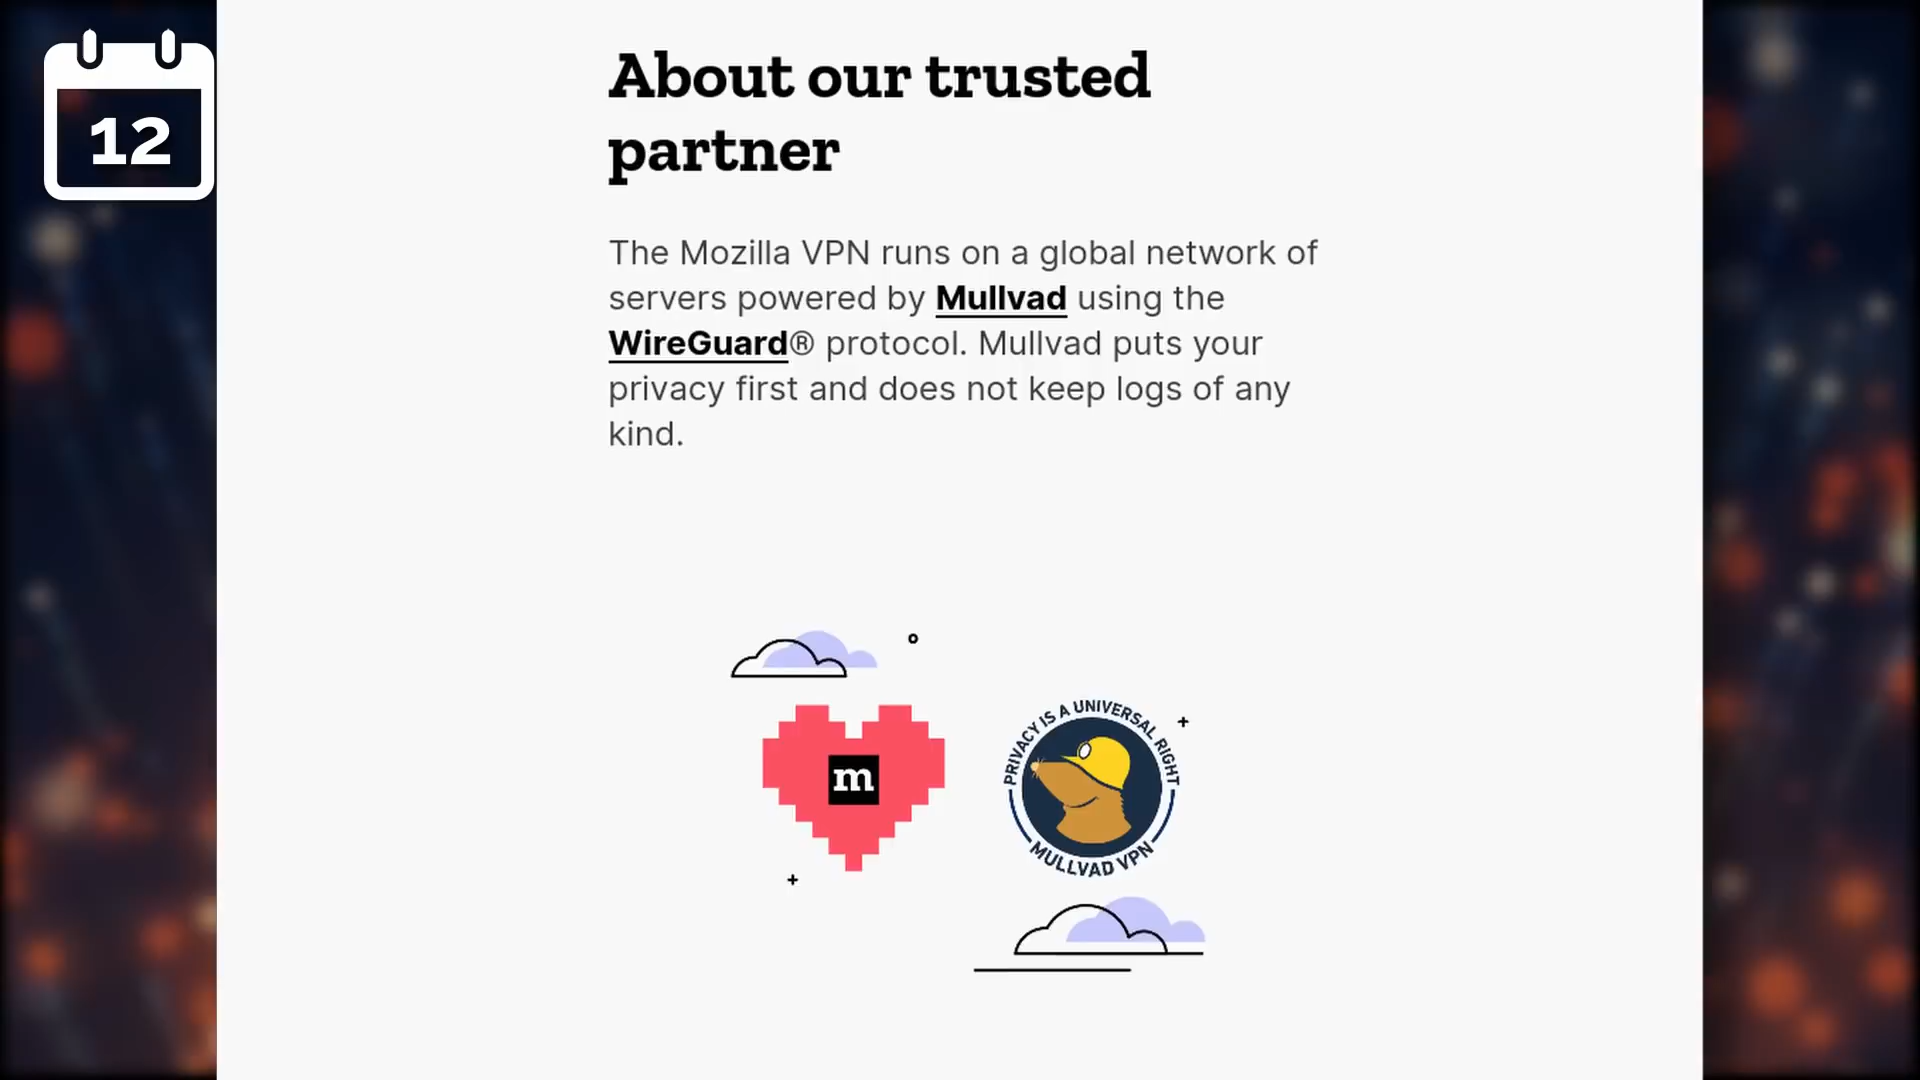 12
About our trusted
partner
The Mozilla VPN runs on a global network of
servers powered by Mullvad using the
WireGuard® protocol. Mullvad puts your
privacy first and does not keep logs of any
kind.
m
PRIVACY IS A UNIVERSAL RIGHT
MULLVAD VPN